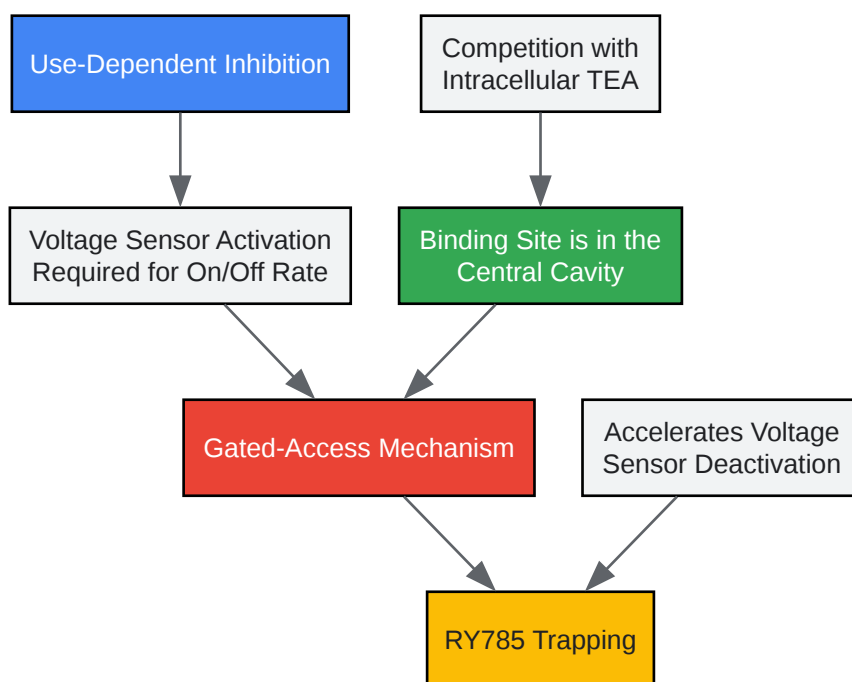 Use-Dependent Inhibition
Competition with
Intracellular TEA
Voltage Sensor Activation
Required for On/Off Rate
Binding Site is in the
Central Cavity
Gated-Access Mechanism
Accelerates Voltage
Sensor Deactivation
RY785 Trapping